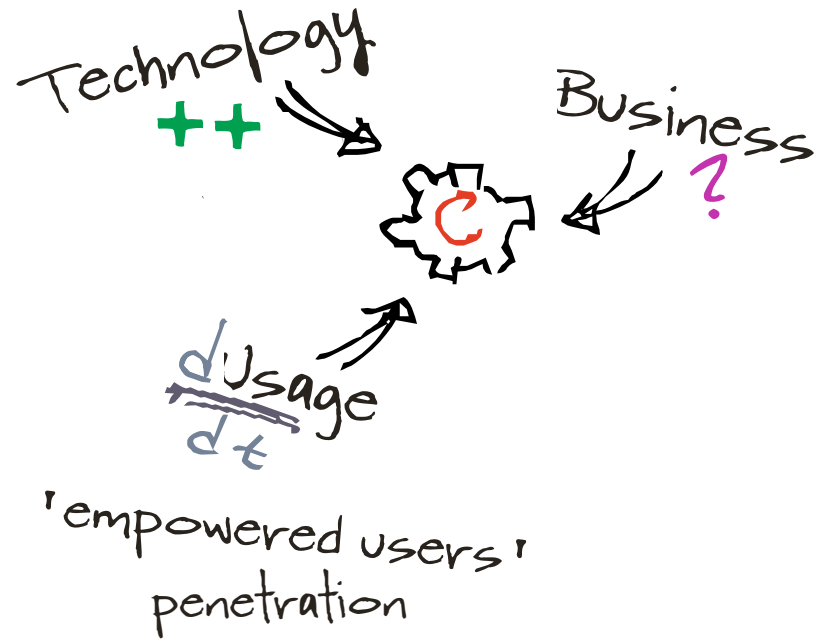 Technology
++
Business
?
dUsage
dt
'empowered users'
penetration